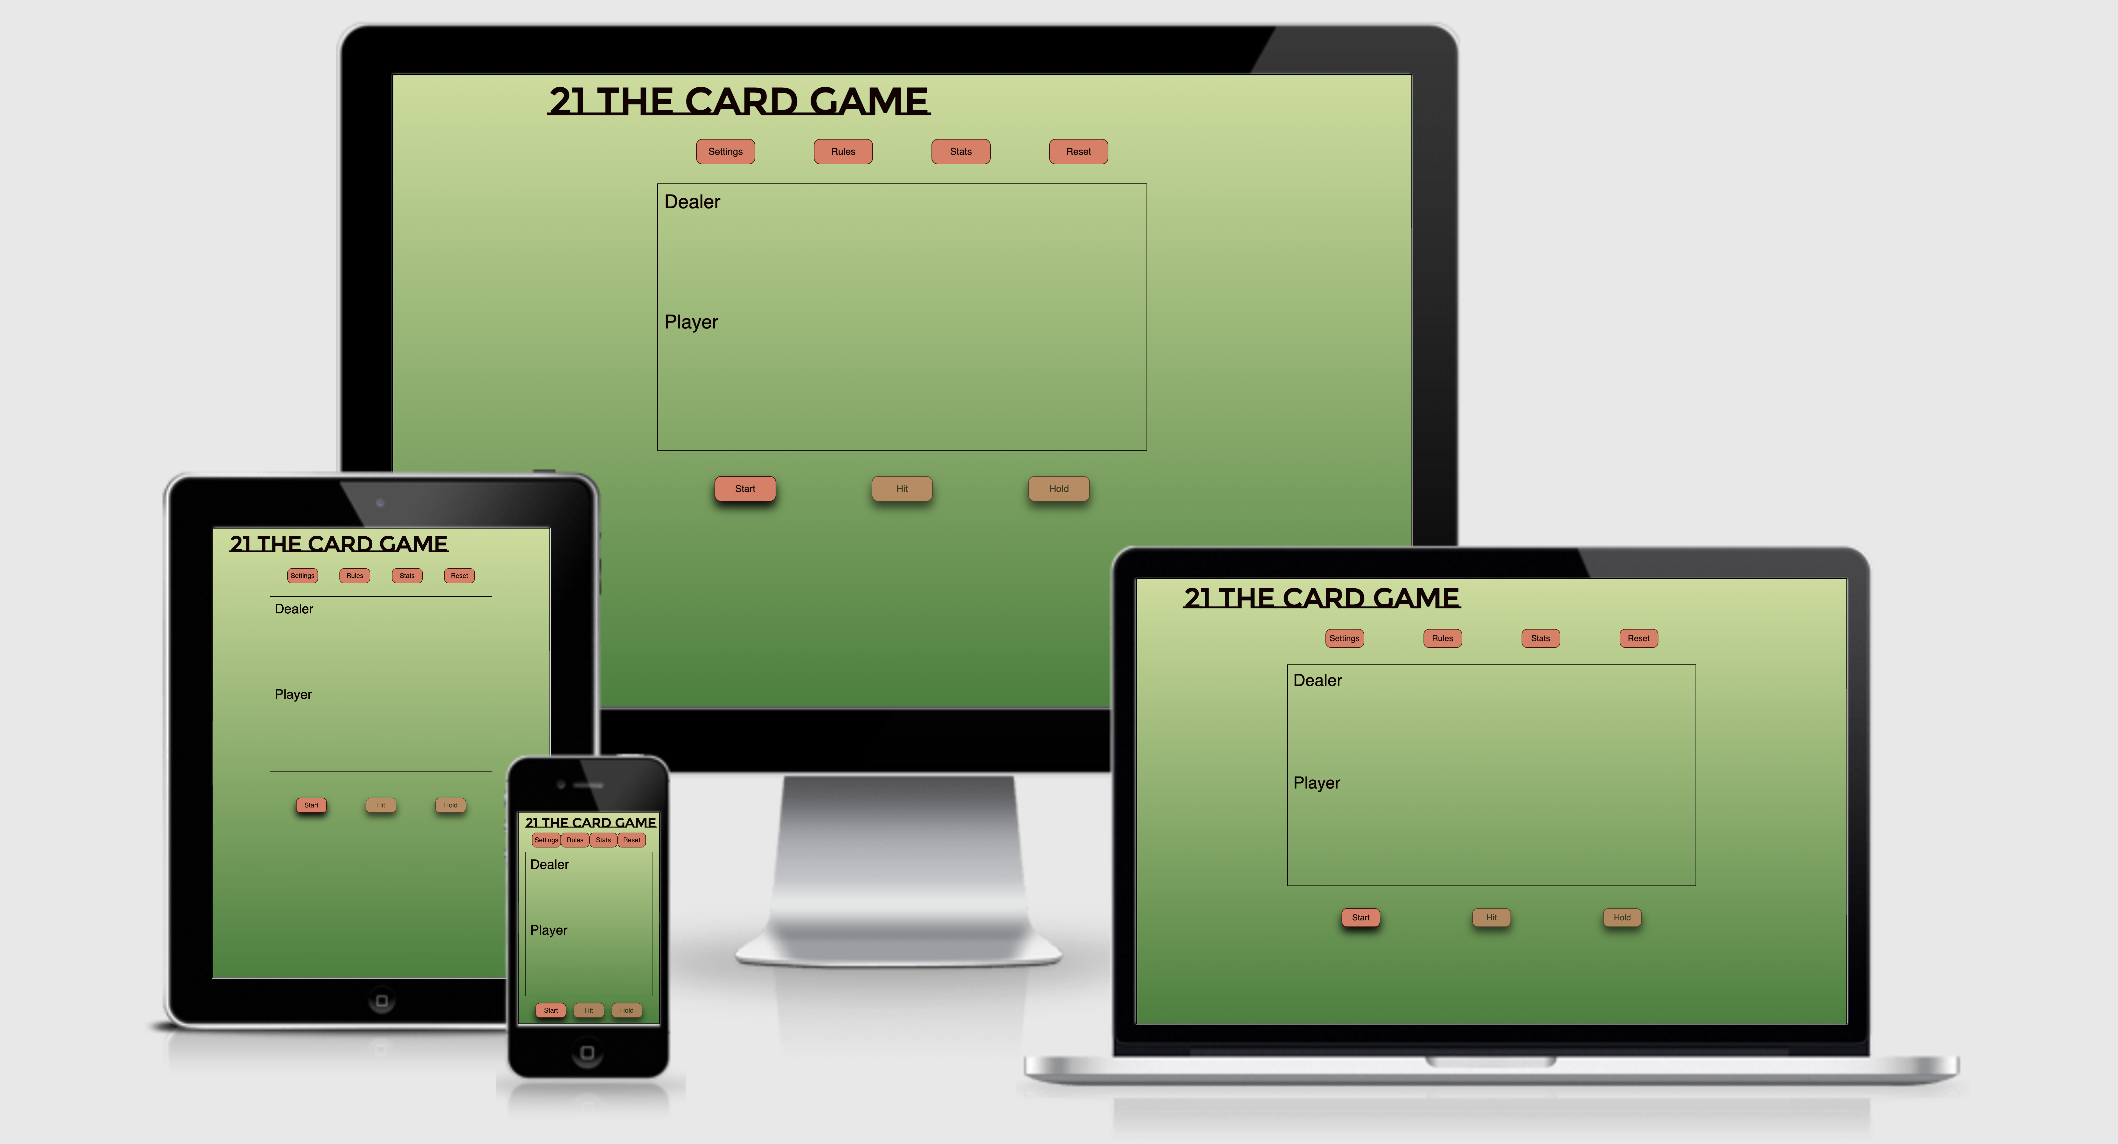 21 THE CARD GAME
Settings Rules Stats Reset
Dealer
Player
Start Hit Hold
21 THE CARD GAME
Settings Rules Stats Reset
Dealer
Player
Start Hit Hold
21 THE CARD GAME
Settings Rules Stats Reset
Dealer
Player
Start Hit Hold
21 THE CARD GAME
Settings Rules Stats Reset
Dealer
Player
Start Hit Hold